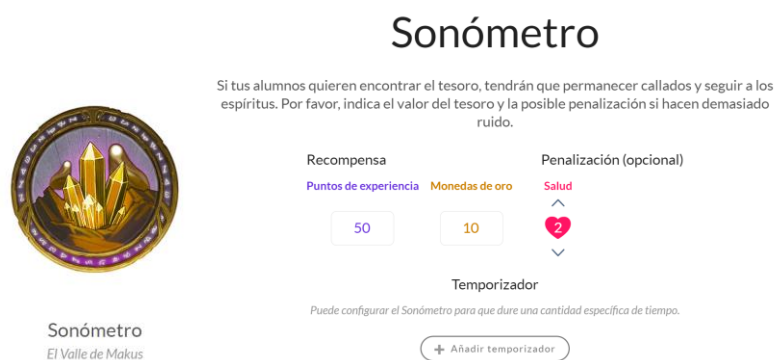 Sonómetro
Si tus alumnos quieren encontrar el tesoro, tendrán que permanecer callados y seguir a los
espíritus. Por favor, indica el valor del tesoro y la posible penalización si hacen demasiado
ruido.
Recompensa
Penalización (opcional)
Puntos de experiencia
Monedas de oro
Salud
50
10
2
Temporizador
Puede configurar el Sonómetro para que dure una cantidad específica de tiempo.
+ Añadir temporizador
Sonómetro
El Valle de Makus